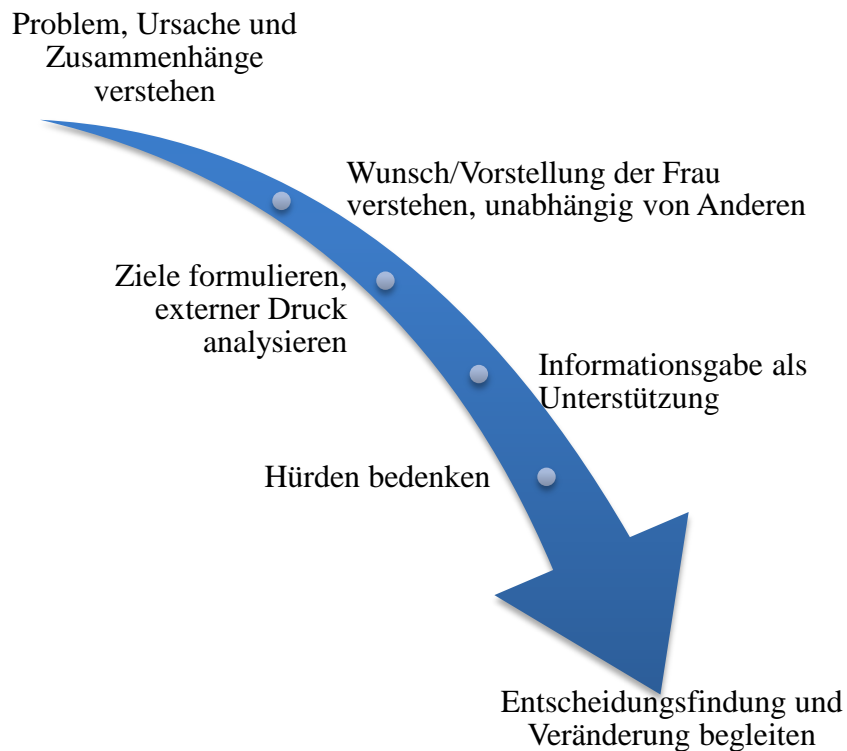 Problem, Ursache und
Zusammenhänge
verstehen
Wunsch/Vorstellung der Frau
verstehen, unabhängig von Anderen
Ziele formulieren,
externer Druck
analysieren
Informationsgabe als
Unterstützung
Hürden bedenken
Entscheidungsfindung und
Veränderung begleiten